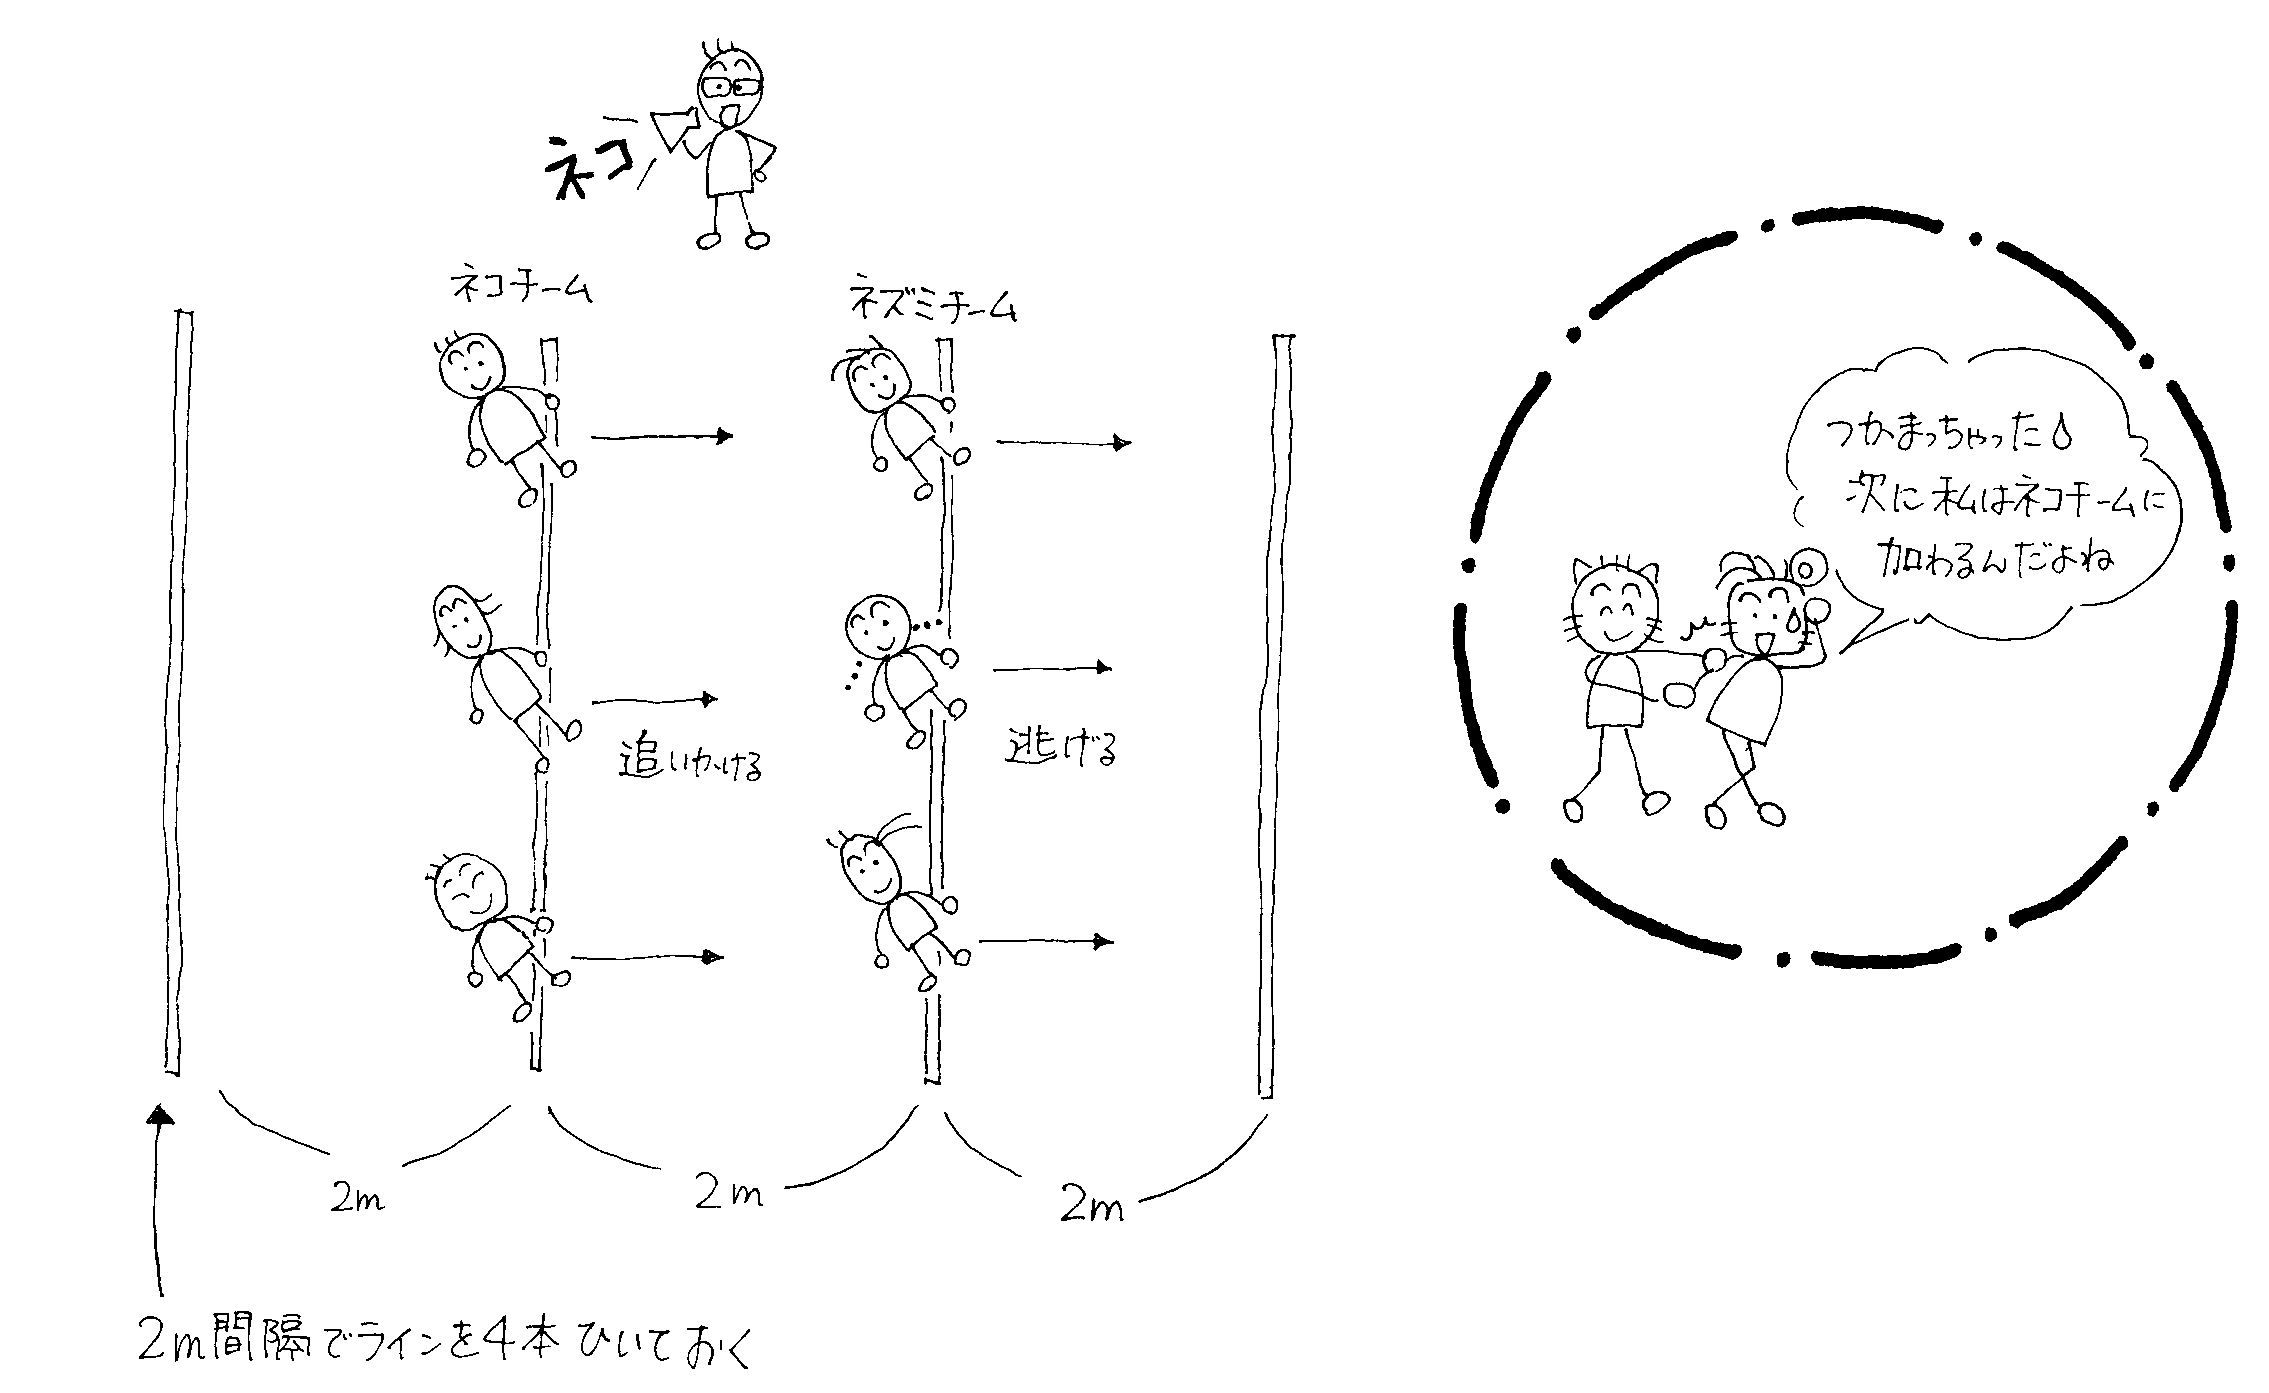 ネコ
ネコチーム
ネズミチーム
追いかける
逃げる
つかまっちゃった
次に私はネコチームに
加わるんだよね
2m
2m
2m
2m間隔でラインを4本ひいておく